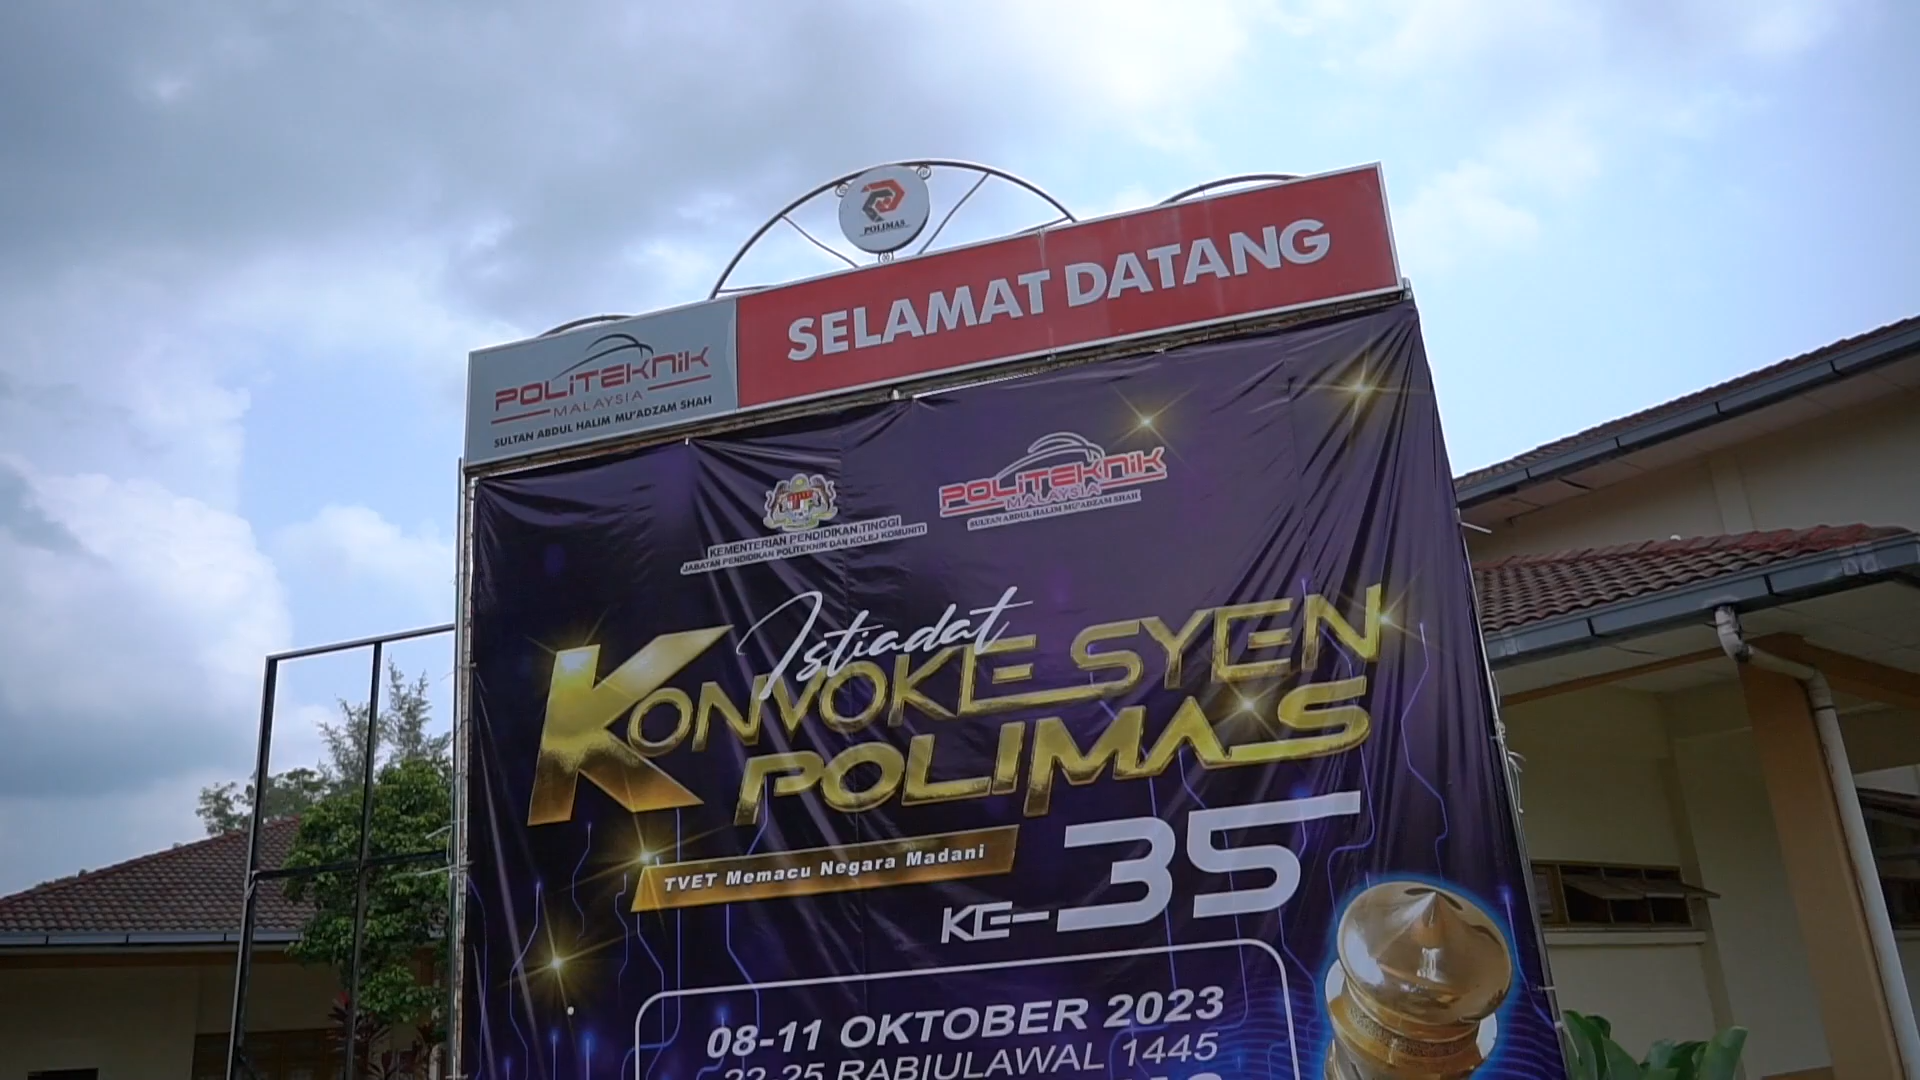 POLIMAS
SELAMAT DATANG
POLITEKNIK
MALAYSIA
SULTAN ABDUL HALIM MU'ADZAM SHAH
KEMENTERIAN PENDIDIKAN TINGGI
JABATAN PENDIDIKAN POLITEKNIK DAN KOLEJ KOMUNITI
POLITEKNIK
MALAYSIA
SULTAN ABDUL HALIM MU'ADZAM SHAH
Istiadat
KONVOKESYEN
POLIMAS
TVET Memacu Negara Madani
KE-35
08-11 OKTOBER 2023
22-25 RABIULAWAL 1445